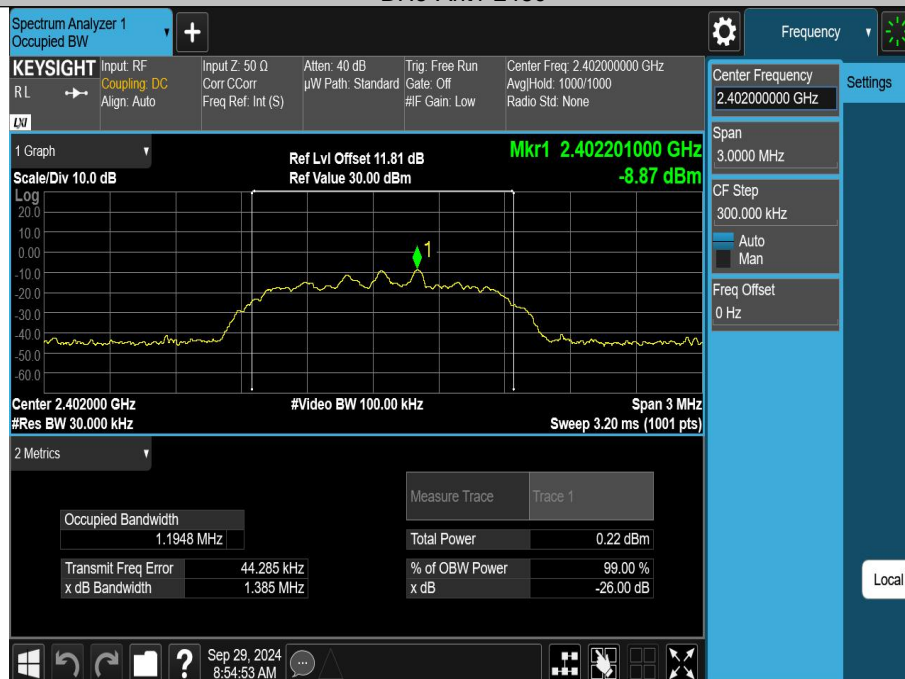 Spectrum Analyzer 1
Occupied BW
Frequency
KEYSIGHT
R L
LXI
Input: RF
Coupling: DC
Align: Auto
Input Z: 50 Ω
Corr CCorr
Freq Ref: Int (S)
Atten: 40 dB
µW Path: Standard
Trig: Free Run
Gate: Off
#IF Gain: Low
Center Freq: 2.402000000 GHz
Avg|Hold: 1000/1000
Radio Std: None
Center Frequency
2.402000000 GHz
Settings
Span
3.0000 MHz
CF Step
300.000 kHz
Auto
Man
Freq Offset
0 Hz
1 Graph
Scale/Div 10.0 dB
Ref Lvl Offset 11.81 dB
Ref Value 30.00 dBm
Mkr1 2.402201000 GHz
-8.87 dBm
Log
20.0
10.0
0.00
-10.0
-20.0
-30.0
-40.0
-50.0
-60.0
1
Center 2.402000 GHz
#Video BW 100.00 kHz
Span 3 MHz
#Res BW 30.000 kHz
Sweep 3.20 ms (1001 pts)
2 Metrics
Measure Trace
Trace 1
Occupied Bandwidth
1.1948 MHz
Total Power
0.22 dBm
Transmit Freq Error
44.285 kHz
% of OBW Power
99.00 %
x dB Bandwidth
1.385 MHz
x dB
-26.00 dB
Local
?
Sep 29, 2024
8:54:53 AM